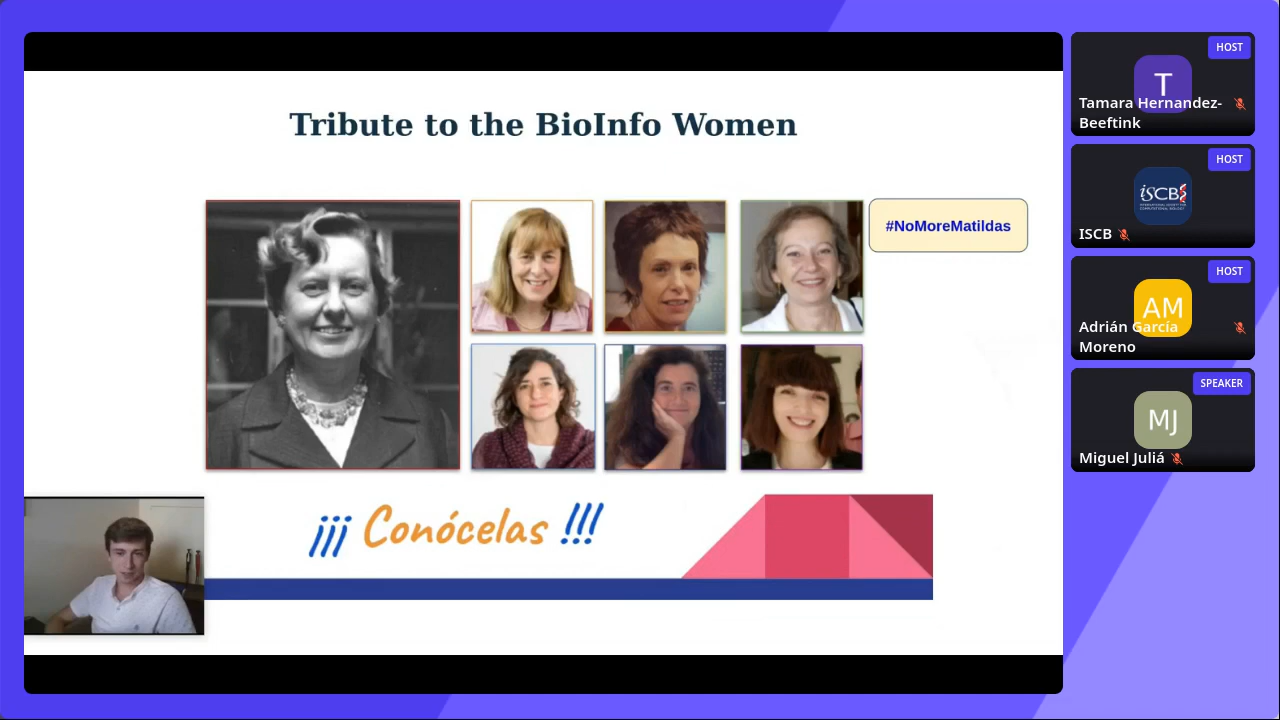 Tribute to the BioInfo Women
#NoMoreMatildas
¡¡¡ Conócelas !!!
HOST
T
Tamara Hernandez-
Beeftink
HOST
iSCB
ISCB
HOST
AM
Adrián García
Moreno
SPEAKER
MJ
Miguel Juliá